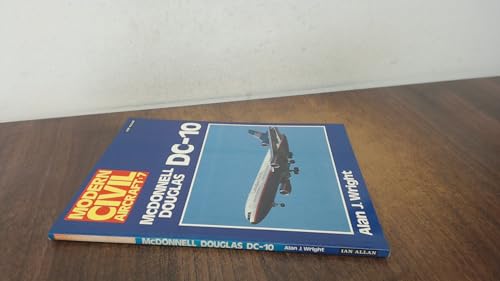 MODERN
CIVIL
AIRCRAFT: 7
McDONNELL
DOUGLAS
DC-10
Alan J. Wright
McDONNELL DOUGLAS DC-10 Alan J. Wright IAN ALLAN